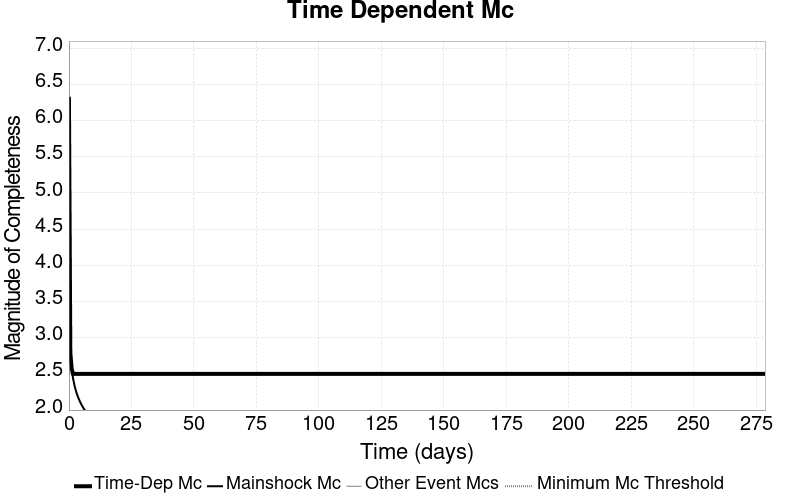 Time Dependent Mc
7.0
6.5
6.0
5.5
5.0
4.5
4.0
3.5
3.0
2.5
2.0
Magnitude of Completeness
0 25 50 75 100 125 150 175 200 225 250 275
Time (days)
Time-Dep Mc Mainshock Mc Other Event Mcs Minimum Mc Threshold